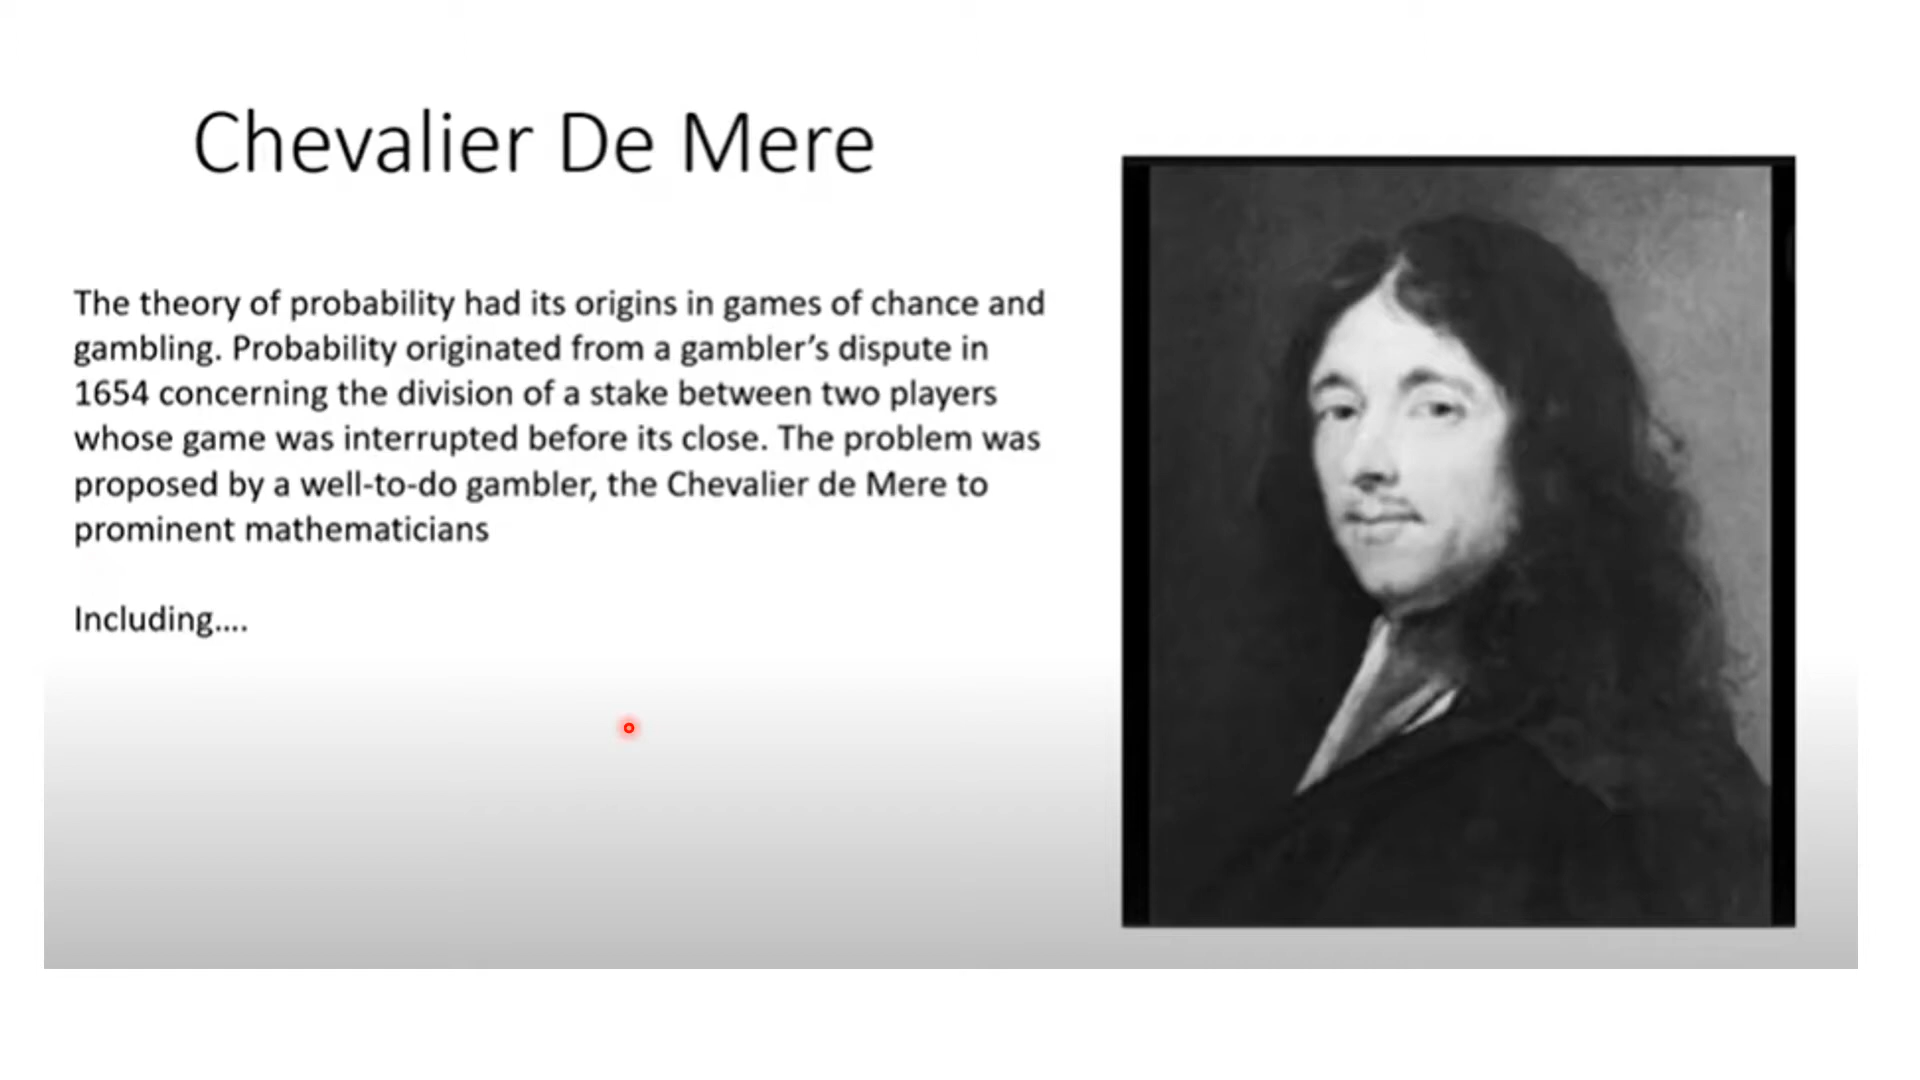 Chevalier De Mere
The theory of probability had its origins in games of chance and
gambling. Probability originated from a gambler’s dispute in
1654 concerning the division of a stake between two players
whose game was interrupted before its close. The problem was
proposed by a well-to-do gambler, the Chevalier de Mere to
prominent mathematicians
Including....